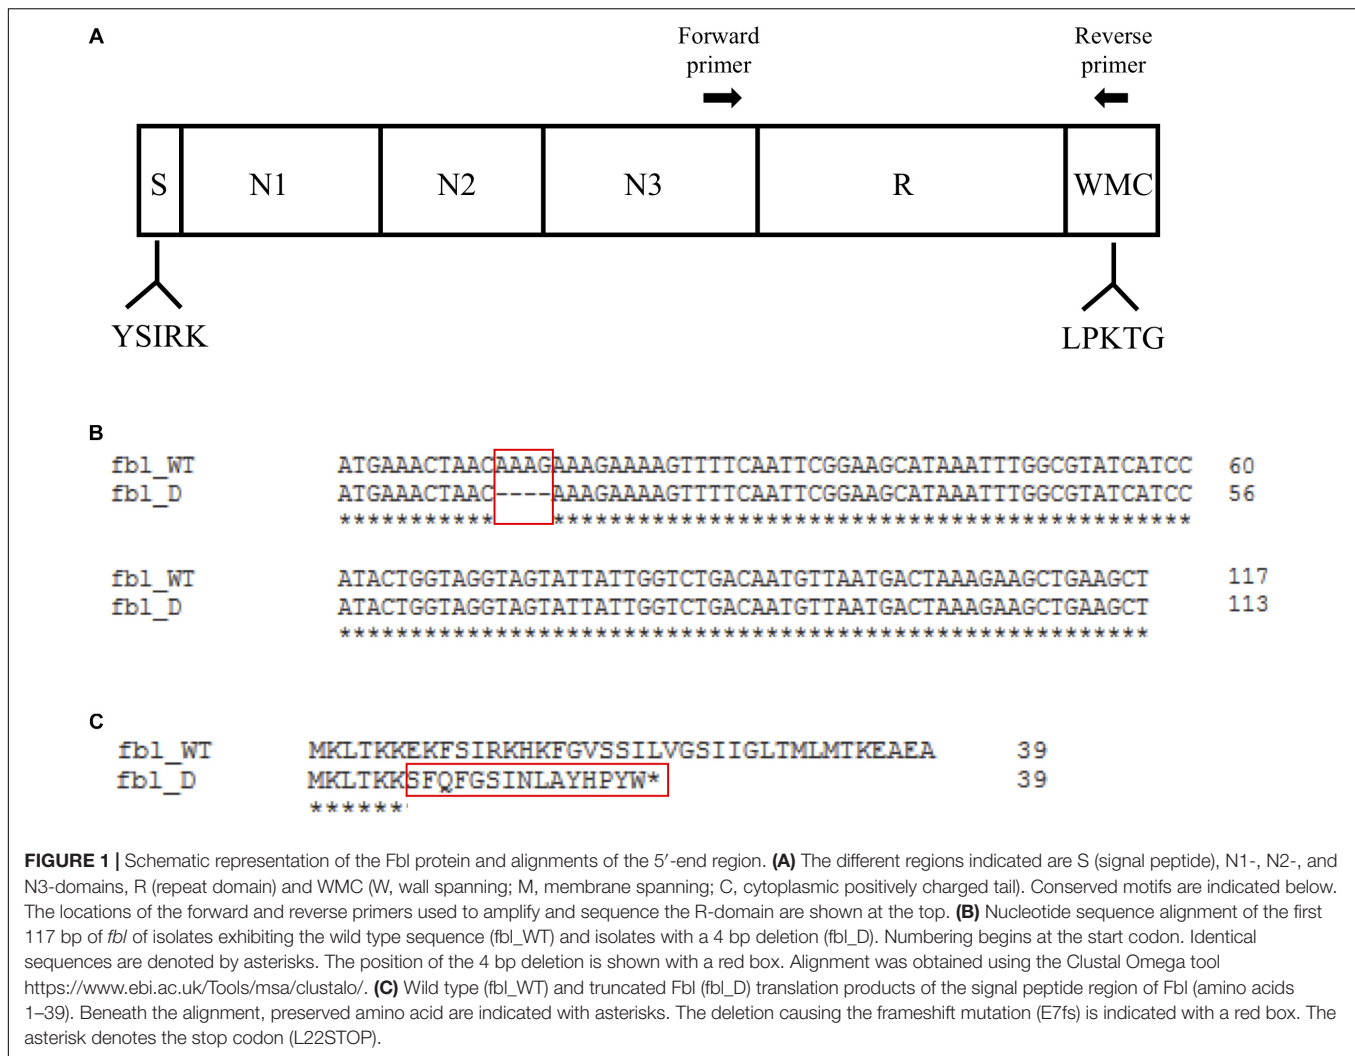 A
Forward primer
Reverse primer
S N1 N2 N3 R WMC
YSIRK LPKTG
B
fbl_WT ATGAAACTAACAAAGAAAGAAAAGTTTTCAATTCGGAAGCATAAATTTGGCGTATCATCC 60
fbl_D ATGAAACTAAC----AAAGAAAAGTTTTCAATTCGGAAGCATAAATTTGGCGTATCATCC 56
*********** *********************************************
fbl_WT ATACTGGTAGGTAGTATTATTGGTCTGACAATGTTAATGACTAAAGAAGCTGAAGCT 117
fbl_D ATACTGGTAGGTAGTATTATTGGTCTGACAATGTTAATGACTAAAGAAGCTGAAGCT 113
*********************************************************
C
fbl_WT MKLTKKEKFSIRKHKFGVSSILVGSIIGLTMLMTKEAEA 39
fbl_D MKLTKKSFQFGSINLAYHPYW* 39
******
FIGURE 1 | Schematic representation of the Fbl protein and alignments of the 5′-end region. (A) The different regions indicated are S (signal peptide), N1-, N2-, and
N3-domains, R (repeat domain) and WMC (W, wall spanning; M, membrane spanning; C, cytoplasmic positively charged tail). Conserved motifs are indicated below.
The locations of the forward and reverse primers used to amplify and sequence the R-domain are shown at the top. (B) Nucleotide sequence alignment of the first
117 bp of fbl of isolates exhibiting the wild type sequence (fbl_WT) and isolates with a 4 bp deletion (fbl_D). Numbering begins at the start codon. Identical
sequences are denoted by asterisks. The position of the 4 bp deletion is shown with a red box. Alignment was obtained using the Clustal Omega tool
https://www.ebi.ac.uk/Tools/msa/clustalo/. (C) Wild type (fbl_WT) and truncated Fbl (fbl_D) translation products of the signal peptide region of Fbl (amino acids
1–39). Beneath the alignment, preserved amino acid are indicated with asterisks. The deletion causing the frameshift mutation (E7fs) is indicated with a red box. The
asterisk denotes the stop codon (L22STOP).